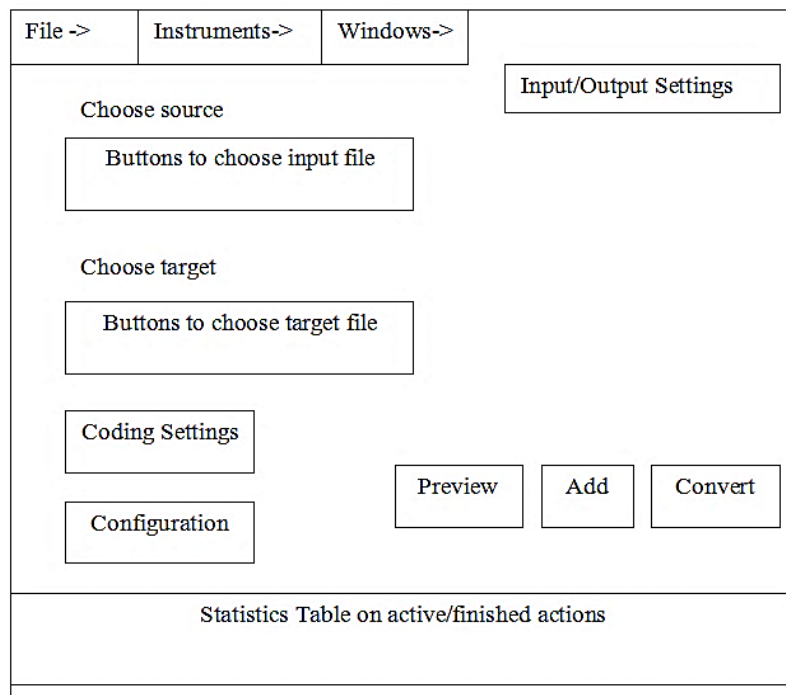 File ->
Instruments->
Windows->
Input/Output Settings
Choose source
Buttons to choose input file
Choose target
Buttons to choose target file
Coding Settings
Preview
Add
Convert
Configuration
Statistics Table on active/finished actions